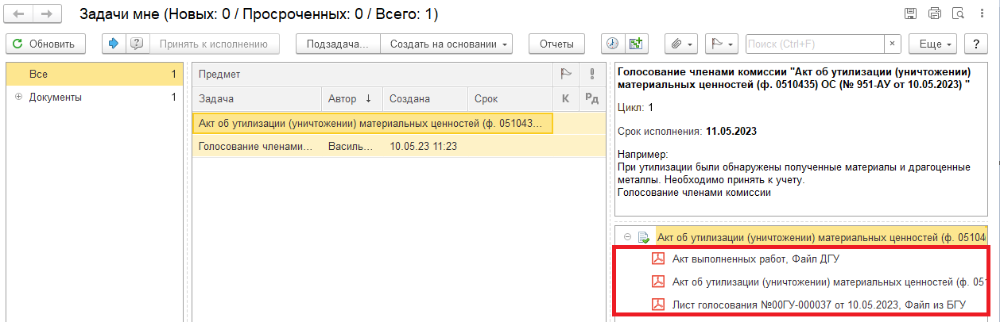 Задачи мне (Новых: 0 / Просроченных: 0 / Всего: 1)
Обновить Принять к исполнению Подзадача... Создать на основании Отчеты Поиск (Ctrl+F) × Еще ?
Все 1
Документы 1
Предмет
Задача Автор ↓ Создана Срок К Рд
Акт об утилизации (уничтожении) материальных ценностей (ф. 051043...
Голосование членами... Василь... 10.05.23 11:23
Голосование членами комиссии "Акт об утилизации (уничтожении)
материальных ценностей (ф. 0510435) ОС (№ 951-АУ от 10.05.2023) "
Цикл: 1
Срок исполнения: 11.05.2023
Например:
При утилизации были обнаружены полученные материалы и драгоценные
металлы. Необходимо принять к учету.
Голосование членами комиссии
Акт об утилизации (уничтожении) материальных ценностей (ф. 05104
Акт выполненных работ, Файл ДГУ
Акт об утилизации (уничтожении) материальных ценностей (ф. 051
Лист голосования №00ГУ-000037 от 10.05.2023, Файл из БГУ